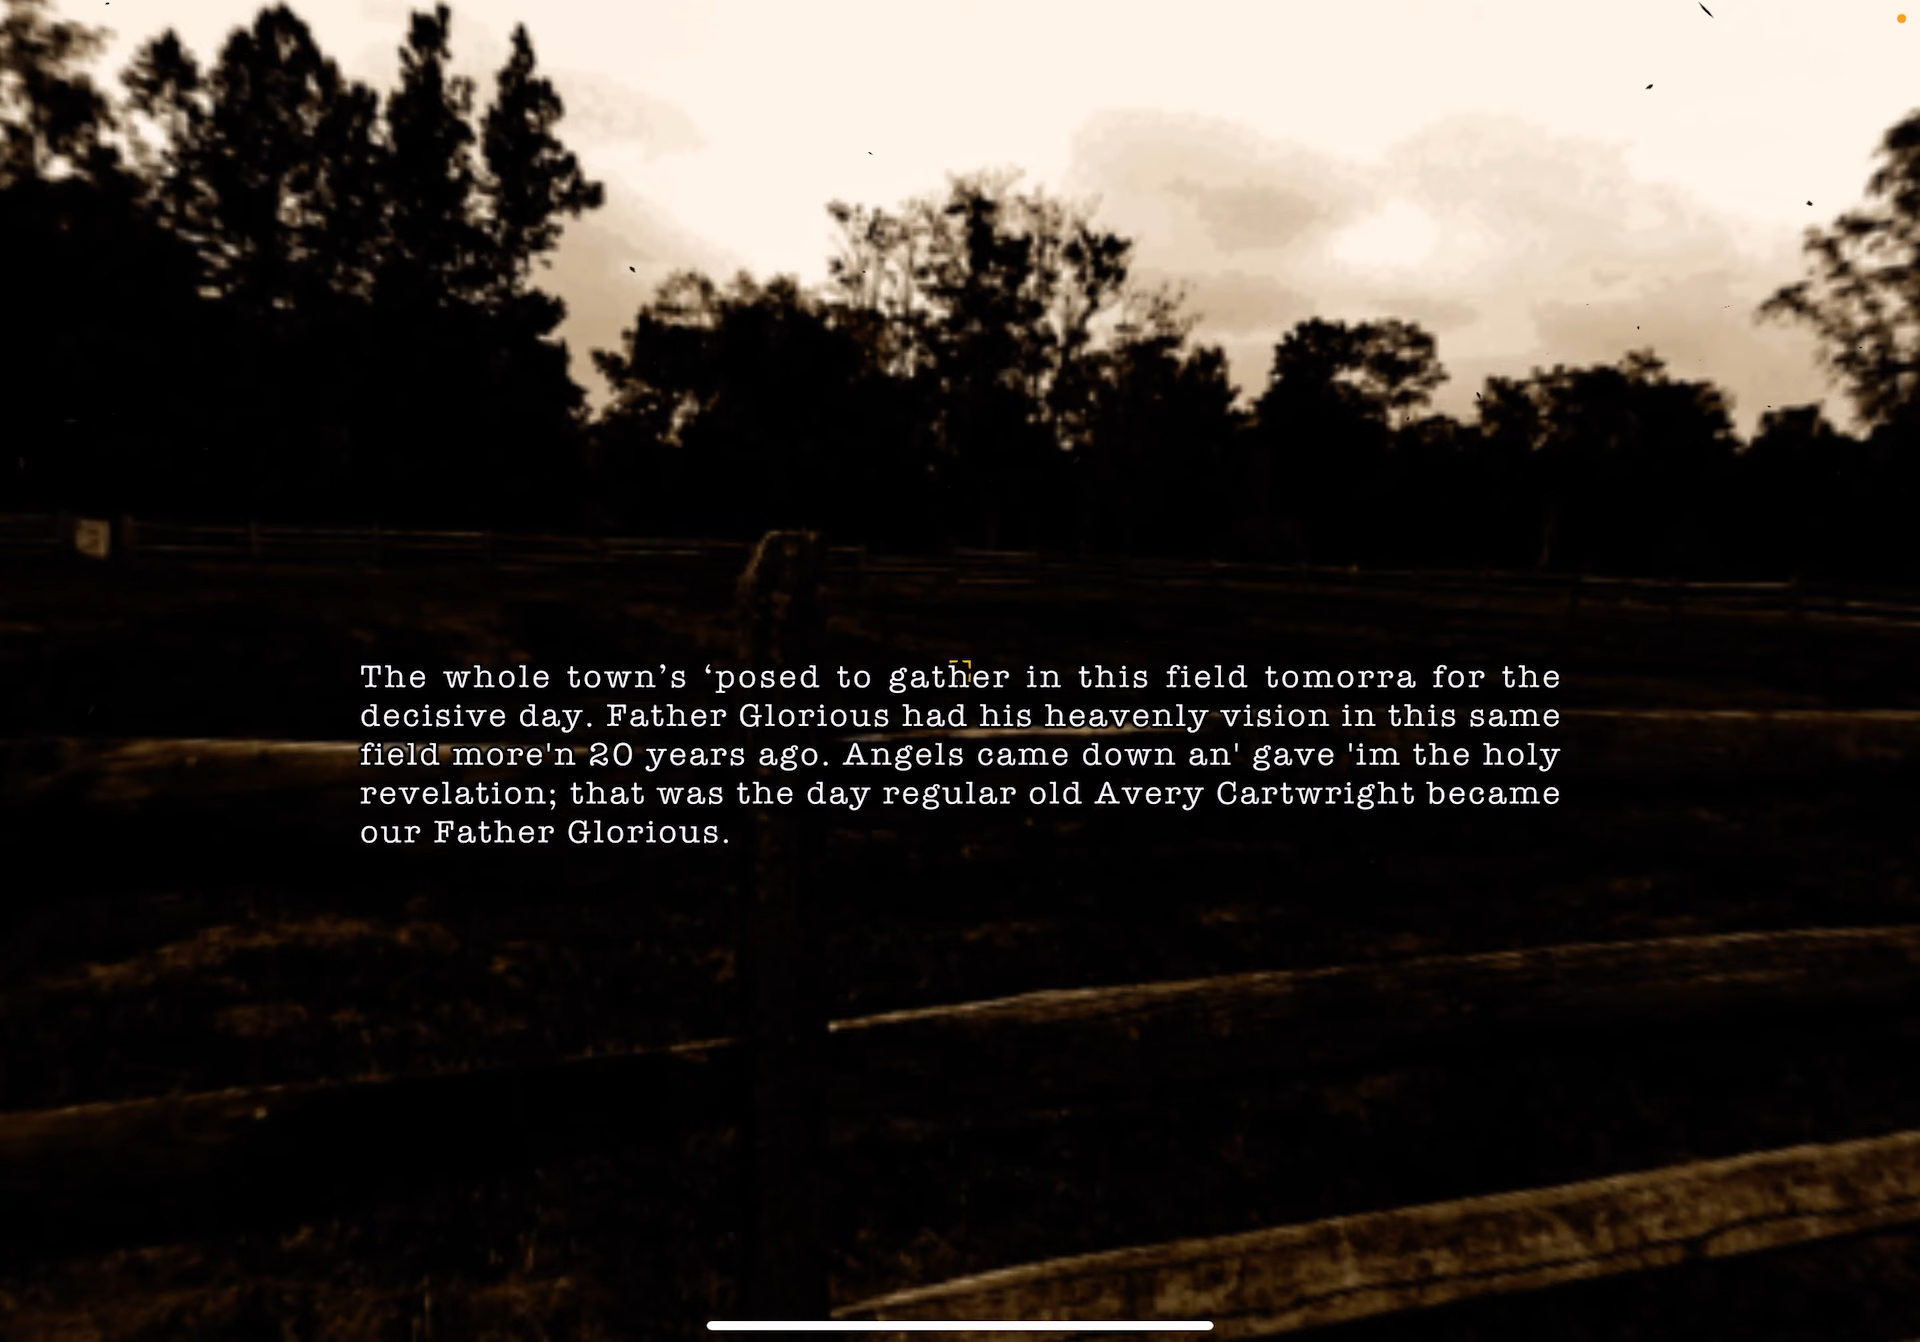 The whole town’s ‘posed to gather in this field tomorra for the
decisive day. Father Glorious had his heavenly vision in this same
field more'n 20 years ago. Angels came down an' gave 'im the holy
revelation; that was the day regular old Avery Cartwright became
our Father Glorious.